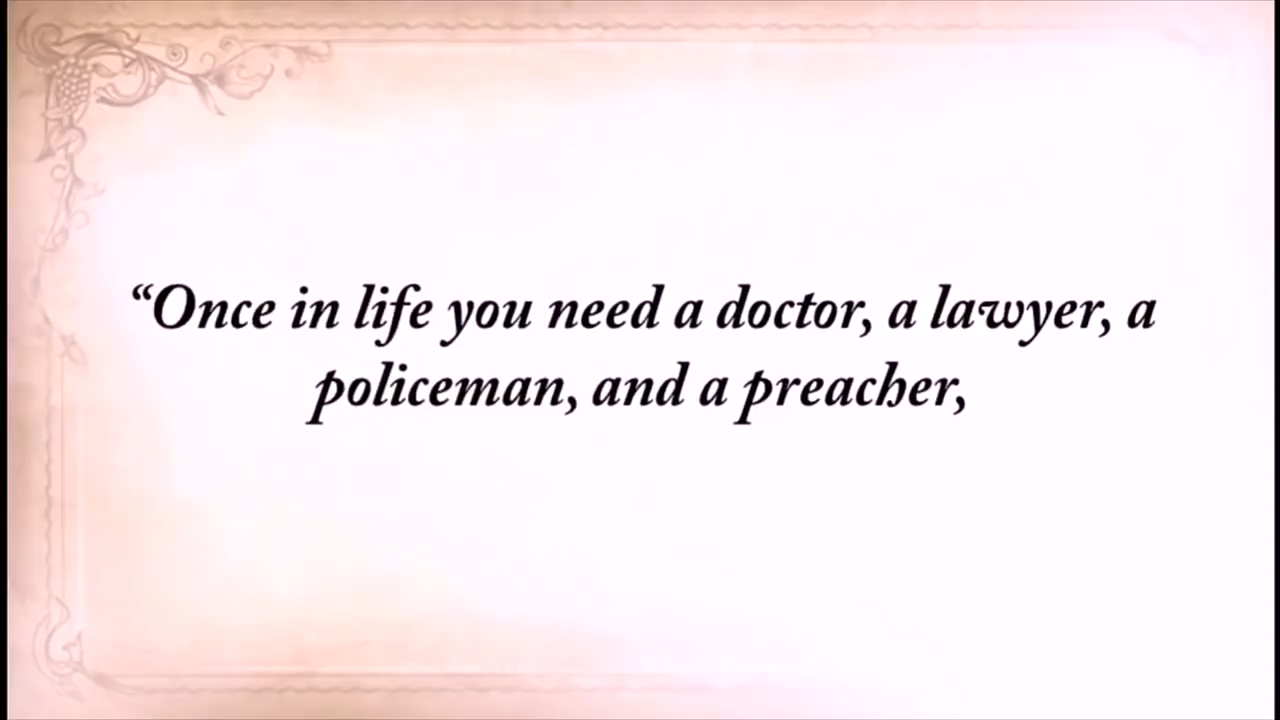 “Once in life you need a doctor, a lawyer, a
policeman, and a preacher,